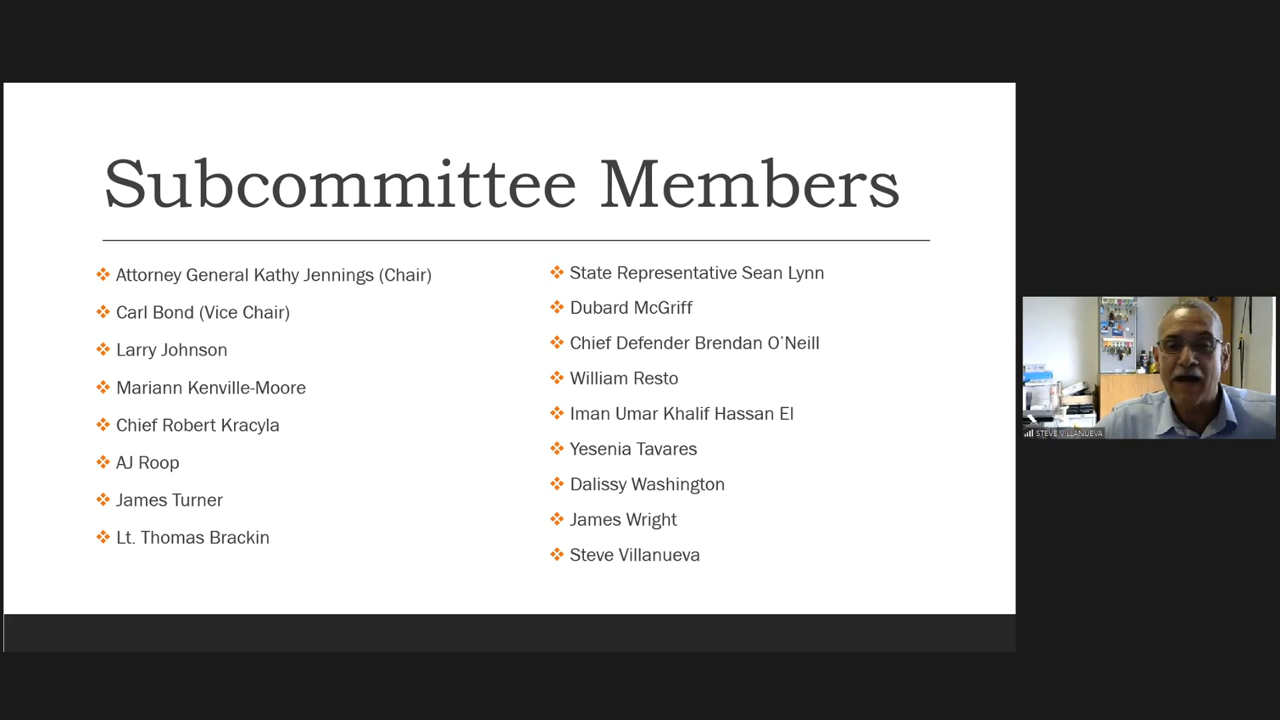 Subcommittee Members
Attorney General Kathy Jennings (Chair)
Carl Bond (Vice Chair)
Larry Johnson
Mariann Kenville-Moore
Chief Robert Kracyla
AJ Roop
James Turner
Lt. Thomas Brackin
State Representative Sean Lynn
Dubard McGriff
Chief Defender Brendan O’Neill
William Resto
Iman Umar Khalif Hassan El
Yesenia Tavares
Dalissy Washington
James Wright
Steve Villanueva
STEVE VILLANUEVA